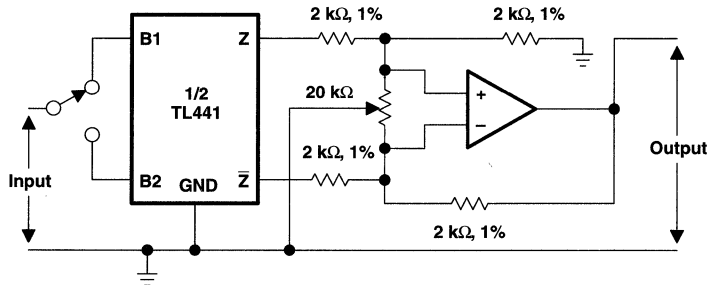 2 kΩ, 1%
2 kΩ, 1%
B1
Z
1/2
TL441
20 kΩ
+
−
2 kΩ, 1%
Input
B2
GND
Z̅
Output
2 kΩ, 1%